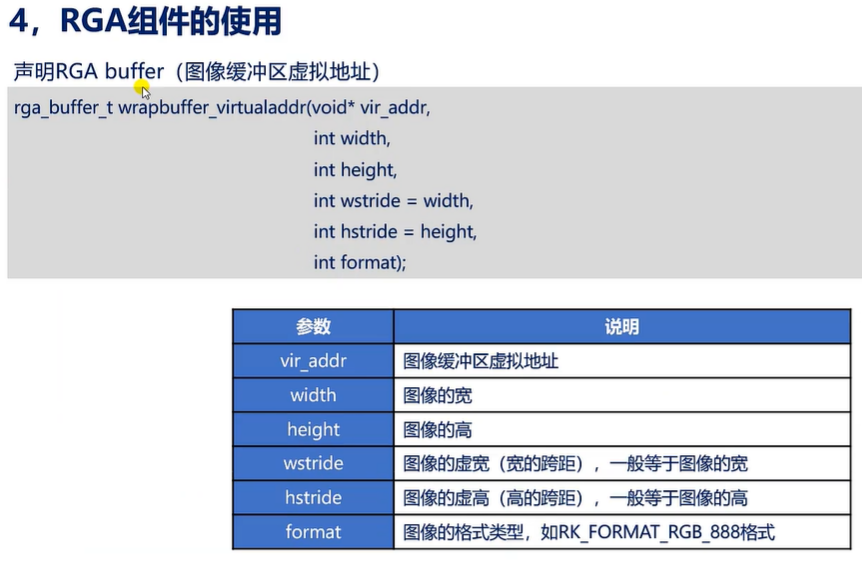 4，RGA组件的使用
声明RGA buffer（图像缓冲区虚拟地址）
rga_buffer_t wrapbuffer_virtualaddr(void* vir_addr,
int width,
int height,
int wstride = width,
int hstride = height,
int format);
参数 说明
vir_addr 图像缓冲区虚拟地址
width 图像的宽
height 图像的高
wstride 图像的虚宽（宽的跨距），一般等于图像的宽
hstride 图像的虚高（高的跨距），一般等于图像的高
format 图像的格式类型，如RK_FORMAT_RGB_888格式